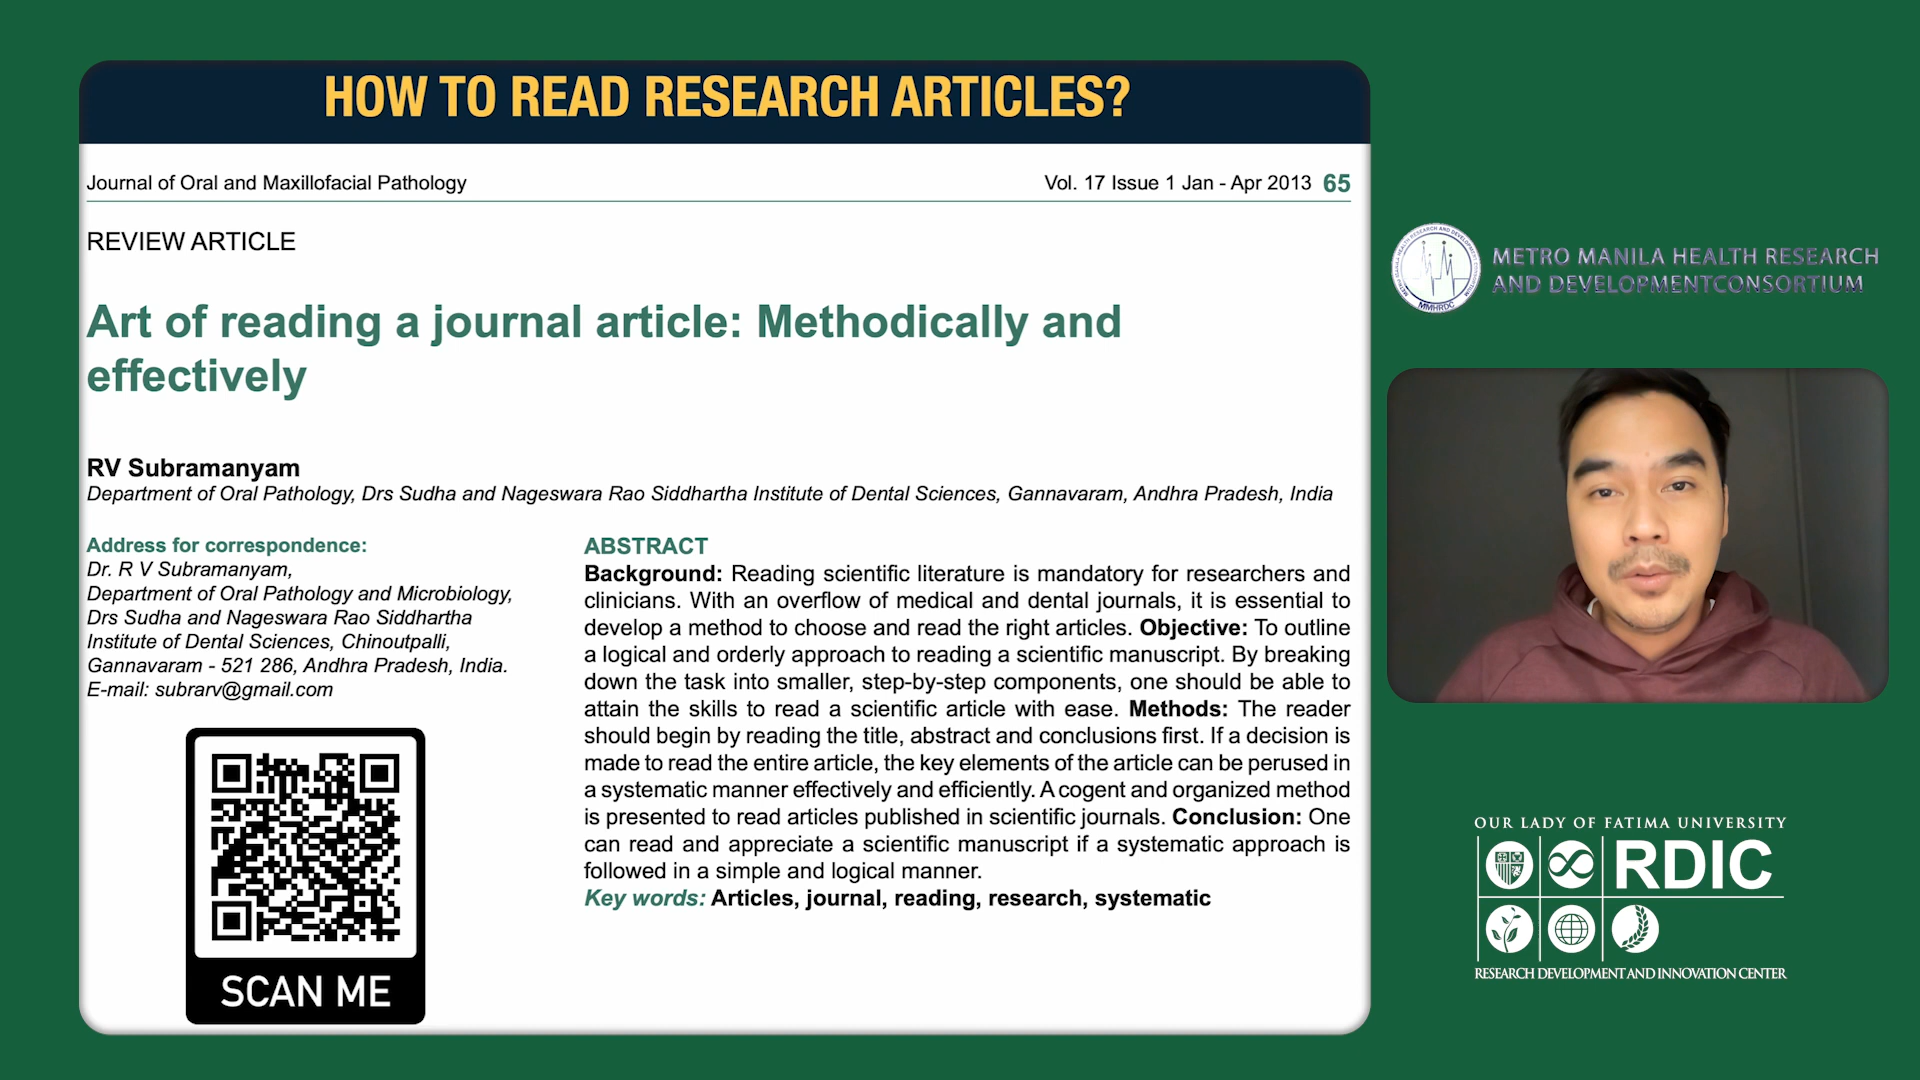 HOW TO READ RESEARCH ARTICLES?
Journal of Oral and Maxillofacial Pathology
Vol. 17 Issue 1 Jan - Apr 2013 65
REVIEW ARTICLE
Art of reading a journal article: Methodically and
effectively
RV Subramanyam
Department of Oral Pathology, Drs Sudha and Nageswara Rao Siddhartha Institute of Dental Sciences, Gannavaram, Andhra Pradesh, India
Address for correspondence:
Dr. R V Subramanyam,
Department of Oral Pathology and Microbiology,
Drs Sudha and Nageswara Rao Siddhartha
Institute of Dental Sciences, Chinoutpalli,
Gannavaram - 521 286, Andhra Pradesh, India.
E-mail: subrarv@gmail.com
SCAN ME
ABSTRACT
Background: Reading scientific literature is mandatory for researchers and
clinicians. With an overflow of medical and dental journals, it is essential to
develop a method to choose and read the right articles. Objective: To outline
a logical and orderly approach to reading a scientific manuscript. By breaking
down the task into smaller, step-by-step components, one should be able to
attain the skills to read a scientific article with ease. Methods: The reader
should begin by reading the title, abstract and conclusions first. If a decision is
made to read the entire article, the key elements of the article can be perused in
a systematic manner effectively and efficiently. A cogent and organized method
is presented to read articles published in scientific journals. Conclusion: One
can read and appreciate a scientific manuscript if a systematic approach is
followed in a simple and logical manner.
Key words: Articles, journal, reading, research, systematic
METRO MANILA HEALTH RESEARCH
AND DEVELOPMENTCONSORTIUM
MMHRDC
OUR LADY OF FATIMA UNIVERSITY
RDIC
RESEARCH DEVELOPMENT AND INNOVATION CENTER